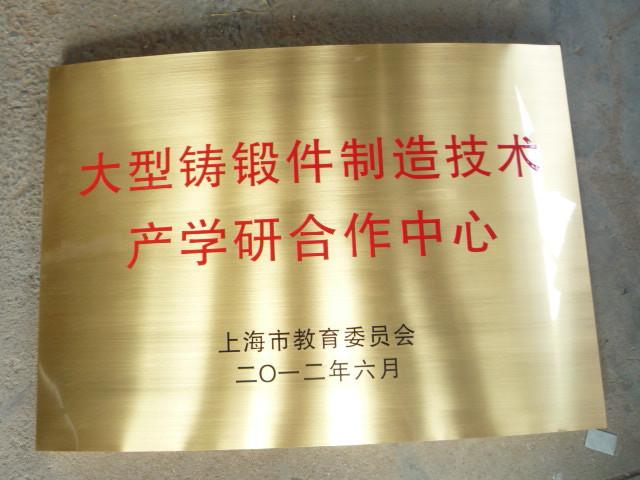 大型铸锻件制造技术
产学研合作中心
上海市教育委员会
二〇一二年六月